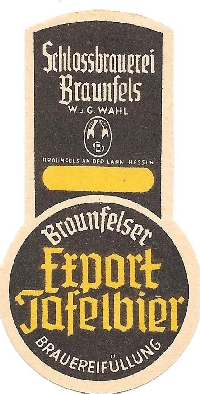 Schlossbrauerei
Braunfels
W. u. G. WAHL
BRAUNFELS AN DER LAHN, HESSEN
Braunfelser
Export
Tafelbier
BRAUEREIFÜLLUNG